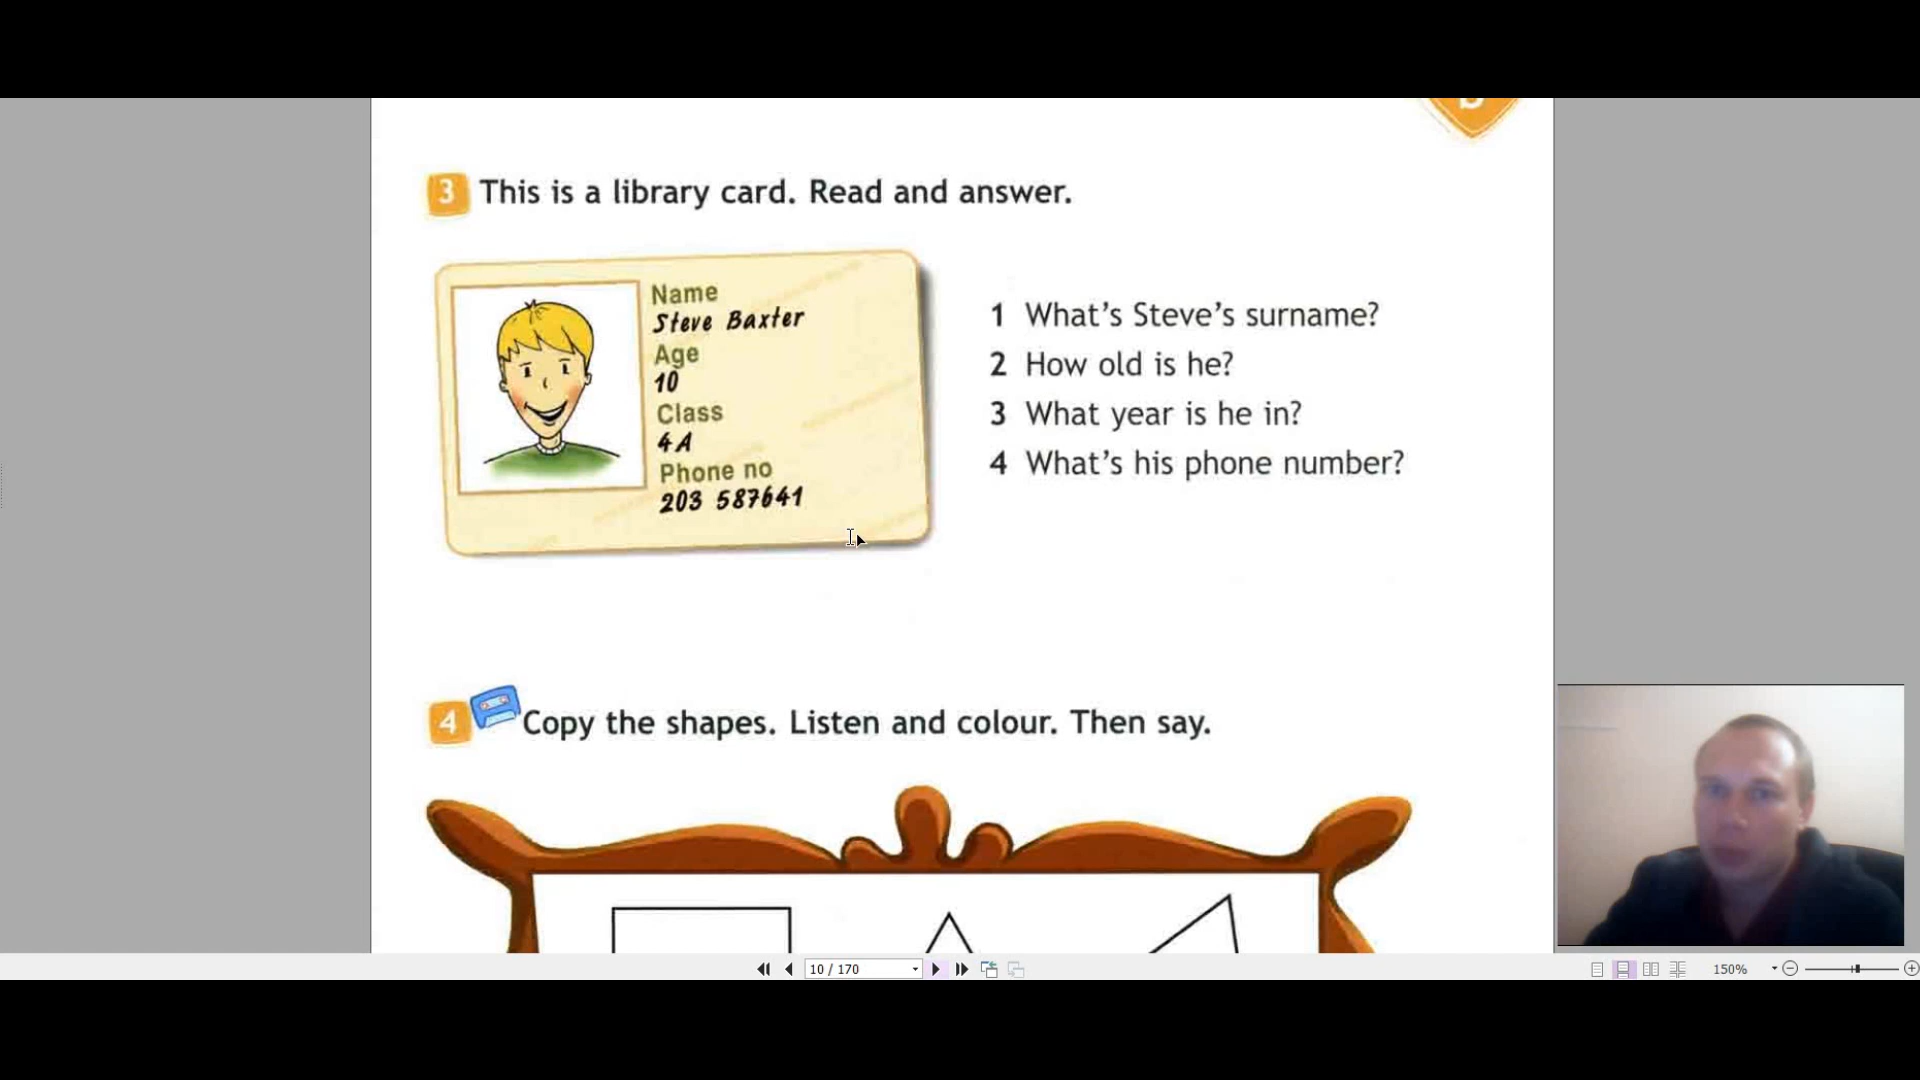 3 This is a library card. Read and answer.
Name
Steve Baxter
Age
10
Class
4A
Phone no
203 587641
1 What's Steve's surname?
2 How old is he?
3 What year is he in?
4 What's his phone number?
4 Copy the shapes. Listen and colour. Then say.
10 / 170
150%